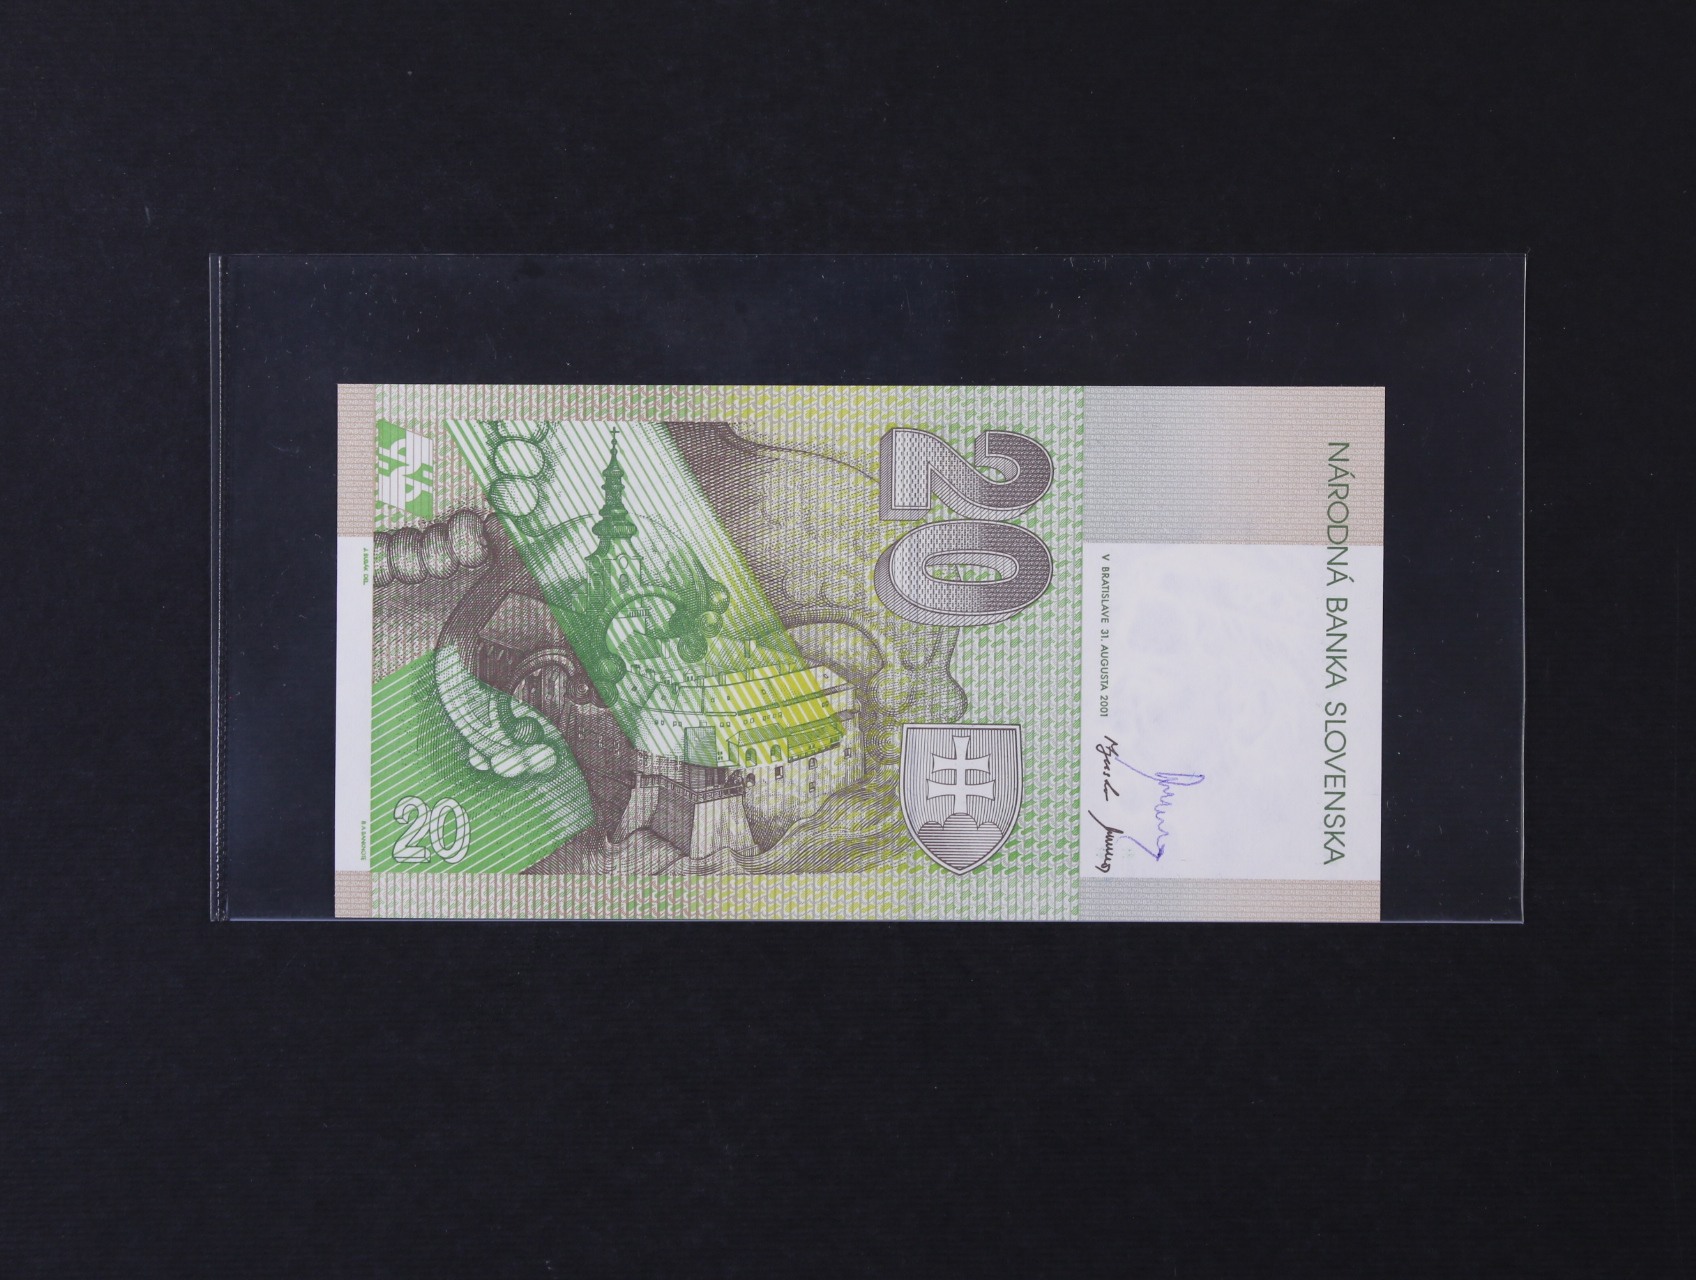 NÁRODNÁ BANKA SLOVENSKA
V BRATISLAVE 31. AUGUSTA 2001
20
20